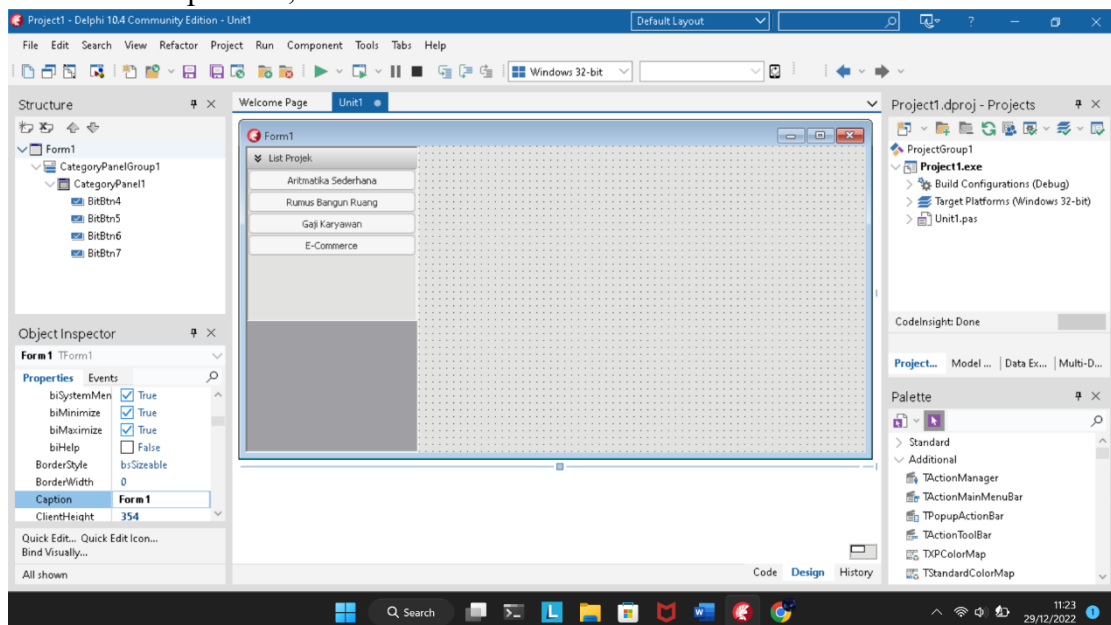 Project1 - Delphi 10.4 Community Edition - Unit1
Default Layout
?
File Edit Search View Refactor Project Run Component Tools Tabs Help
Windows 32-bit
Structure
Form1
CategoryPanelGroup1
CategoryPanel1
BitBtn4
BitBtn5
BitBtn6
BitBtn7
Object Inspector
Form1 TForm1
Properties Events
biSystemMen True
biMinimize True
biMaximize True
biHelp False
BorderStyle bsSizeable
BorderWidth 0
Caption Form1
ClientHeight 354
Quick Edit... Quick Edit Icon...
Bind Visually...
All shown
Welcome Page Unit1
Form1
List Projek
Aritmatika Sederhana
Rumus Bangun Ruang
Gaji Karyawan
E-Commerce
Code Design History
Project1.dproj - Projects
ProjectGroup1
Project1.exe
Build Configurations (Debug)
Target Platforms (Windows 32-bit)
Unit1.pas
CodeInsight: Done
Project... Model ... Data Ex... Multi-D...
Palette
Standard
Additional
TActionManager
TActionMainMenuBar
TPopupActionBar
TActionToolBar
TXPColorMap
TStandardColorMap
Search
11:23
29/12/2022
1